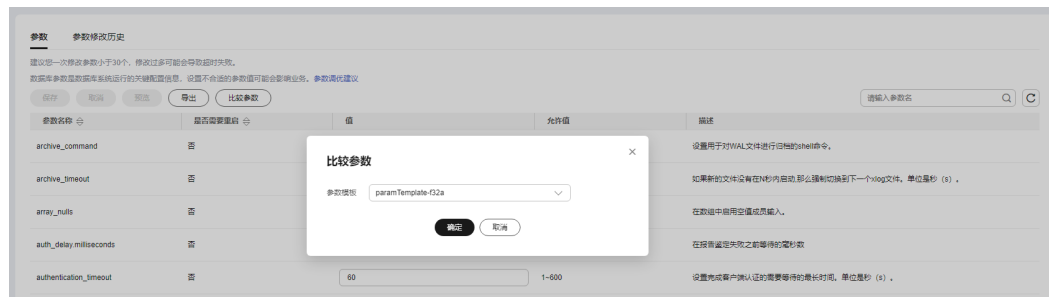 参数 参数修改历史
建议您一次修改参数小于30个，修改过多可能会导致超时失败。
数据库参数是数据库系统运行的关键配置信息，设置不合适的参数值可能会影响业务。参数调优建议
保存 取消 预览 导出 比较参数 请输入参数名
参数名称 是否需要重启 值 允许值 描述
archive_command 否 设置用于对WAL文件进行归档的shell命令。
比较参数
archive_timeout 否 如果新的文件没有在N秒内启动,那么强制切换到下一个xlog文件。单位是秒（s）。
参数模板 paramTemplate-f32a
array_nulls 否 在数组中启用空值成员输入。
确定 取消
auth_delay.milliseconds 否 在报告鉴定失败之前等待的毫秒数
authentication_timeout 否 60 1~600 设置完成客户端认证的需要等待的最长时间。单位是秒（s）。